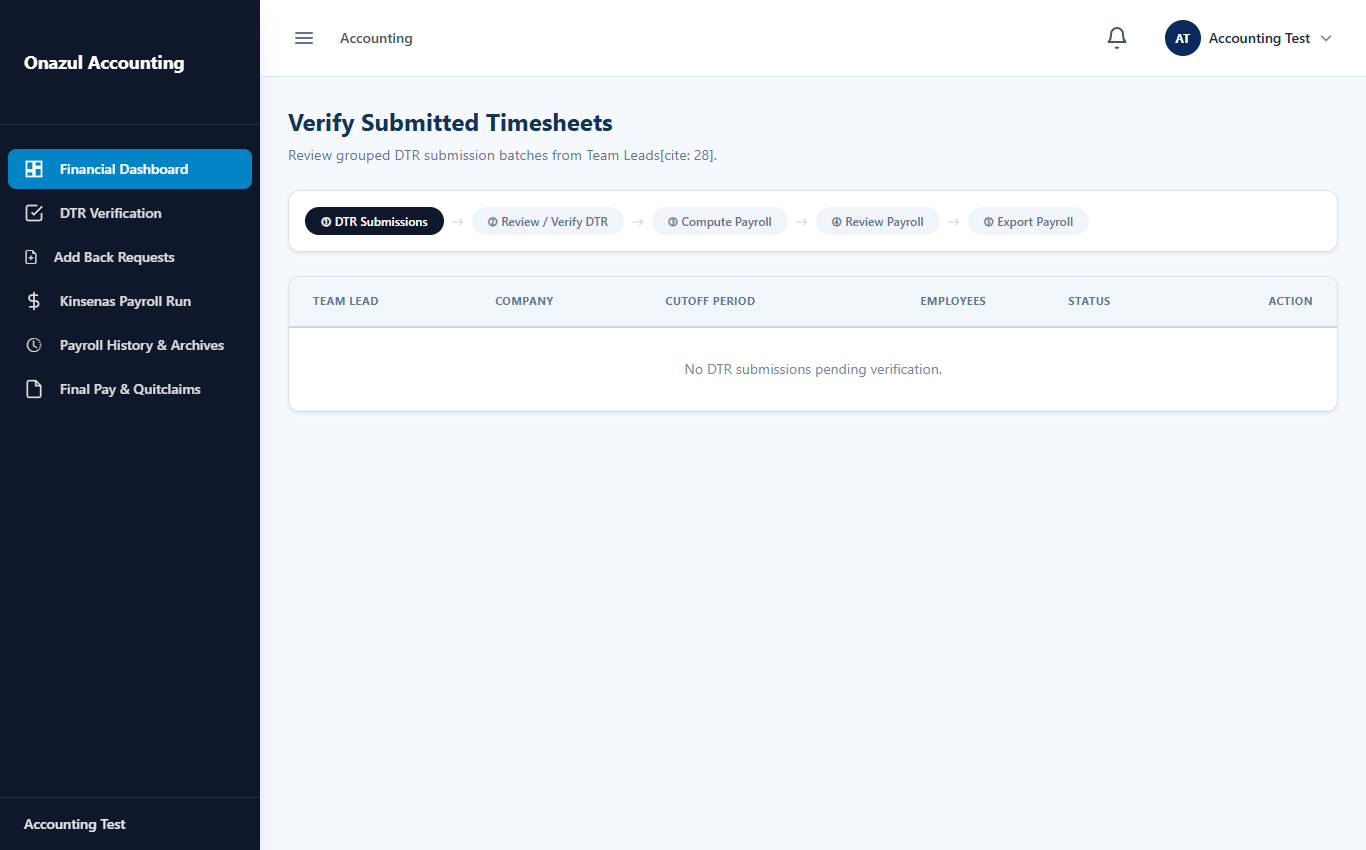 Onazul Accounting
Accounting
AT
Accounting Test
Financial Dashboard
DTR Verification
Add Back Requests
Kinsenas Payroll Run
Payroll History & Archives
Final Pay & Quitclaims
Accounting Test
Verify Submitted Timesheets
Review grouped DTR submission batches from Team Leads[cite: 28].
① DTR Submissions → ② Review / Verify DTR → ③ Compute Payroll → ④ Review Payroll → ⑤ Export Payroll
TEAM LEAD COMPANY CUTOFF PERIOD EMPLOYEES STATUS ACTION
No DTR submissions pending verification.